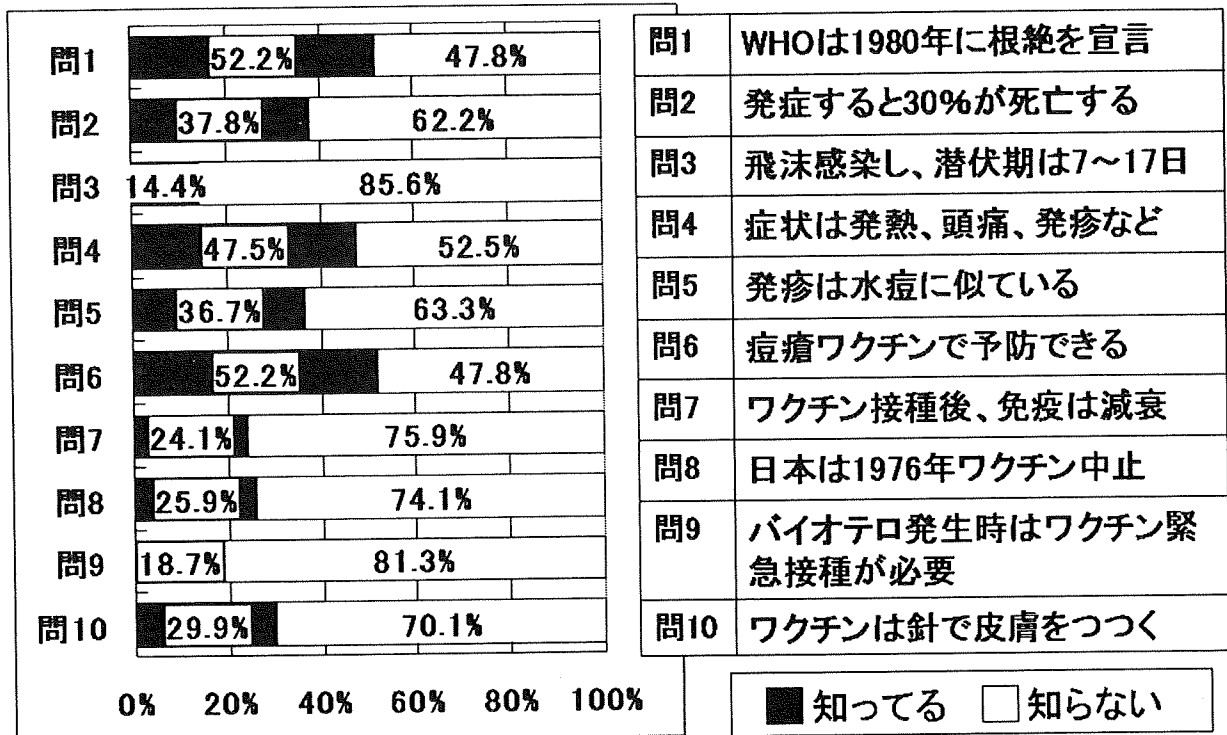 問1 52.2% 47.8%
問2 37.8% 62.2%
問3 14.4% 85.6%
問4 47.5% 52.5%
問5 36.7% 63.3%
問6 52.2% 47.8%
問7 24.1% 75.9%
問8 25.9% 74.1%
問9 18.7% 81.3%
問10 29.9% 70.1%
0% 20% 40% 60% 80% 100%
問1 WHOは1980年に根絶を宣言
問2 発症すると30%が死亡する
問3 飛沫感染し、潜伏期は7～17日
問4 症状は発熱、頭痛、発疹など
問5 発疹は水痘に似ている
問6 痘瘡ワクチンで予防できる
問7 ワクチン接種後、免疫は減衰
問8 日本は1976年ワクチン中止
問9 バイオテロ発生時はワクチン緊
急接種が必要
問10 ワクチンは針で皮膚をつつく
知ってる 知らない